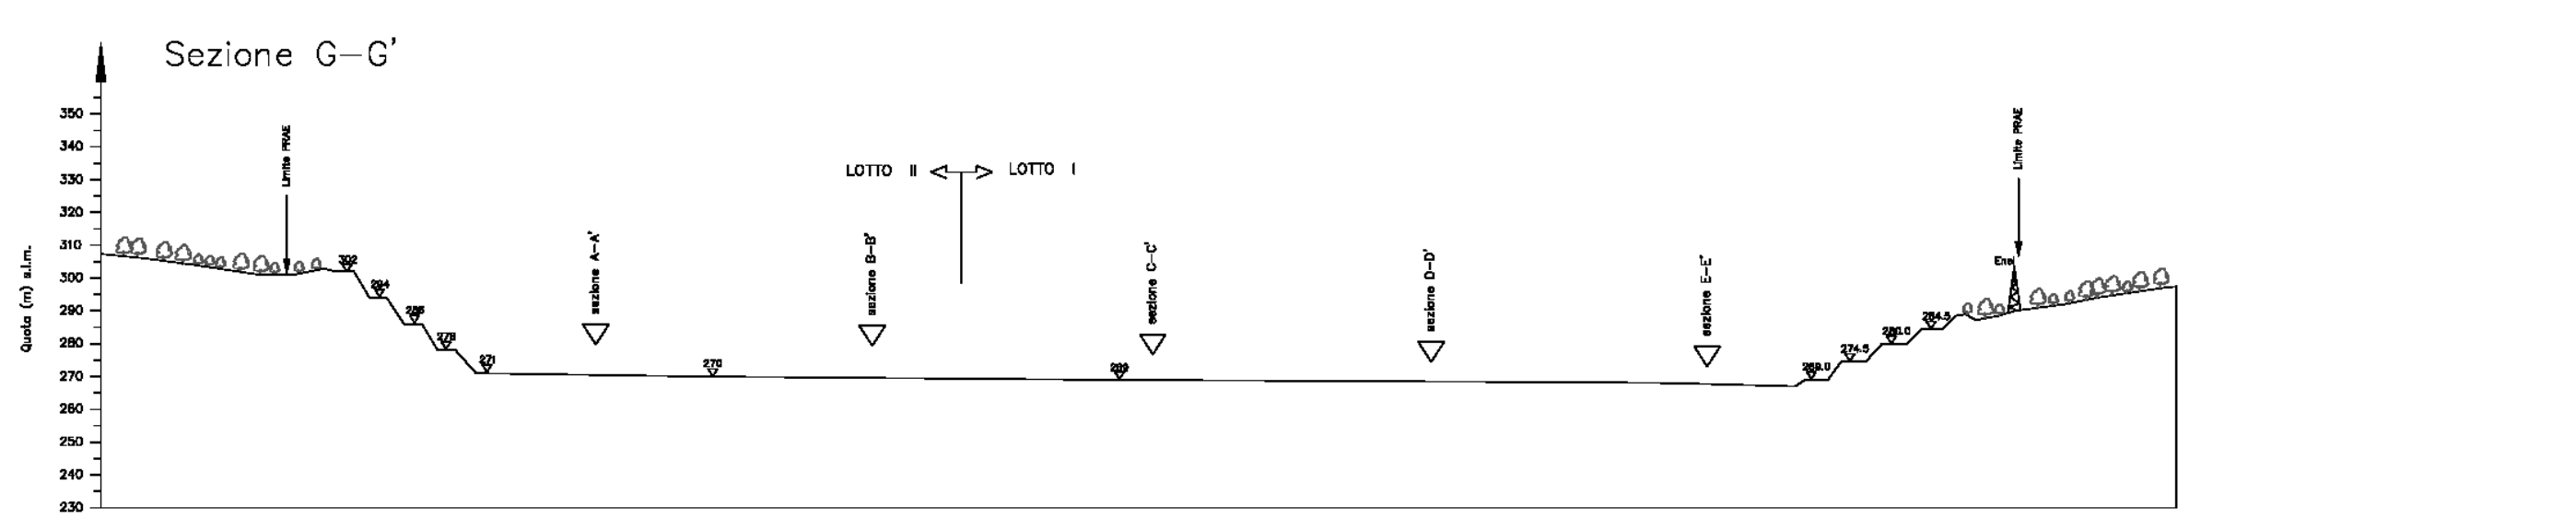 Sezione G-G'
350
340
330
320
310
300
290
280
270
260
250
240
230
Quota (m) s.l.m.
Limite PRAE
302
294
286
278
271
sezione A-A'
270
LOTTO II
LOTTO I
sezione B-B'
269
sezione C-C'
sezione D-D'
sezione E-E'
269.0
274.5
280.0
284.5
Enel
Limite PRAE